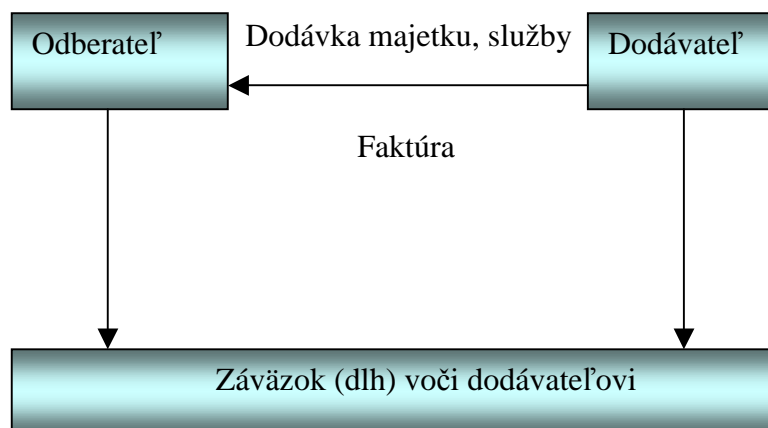 Odberateľ
Dodávka majetku, služby
Dodávateľ
Faktúra
Záväzok (dlh) voči dodávateľovi